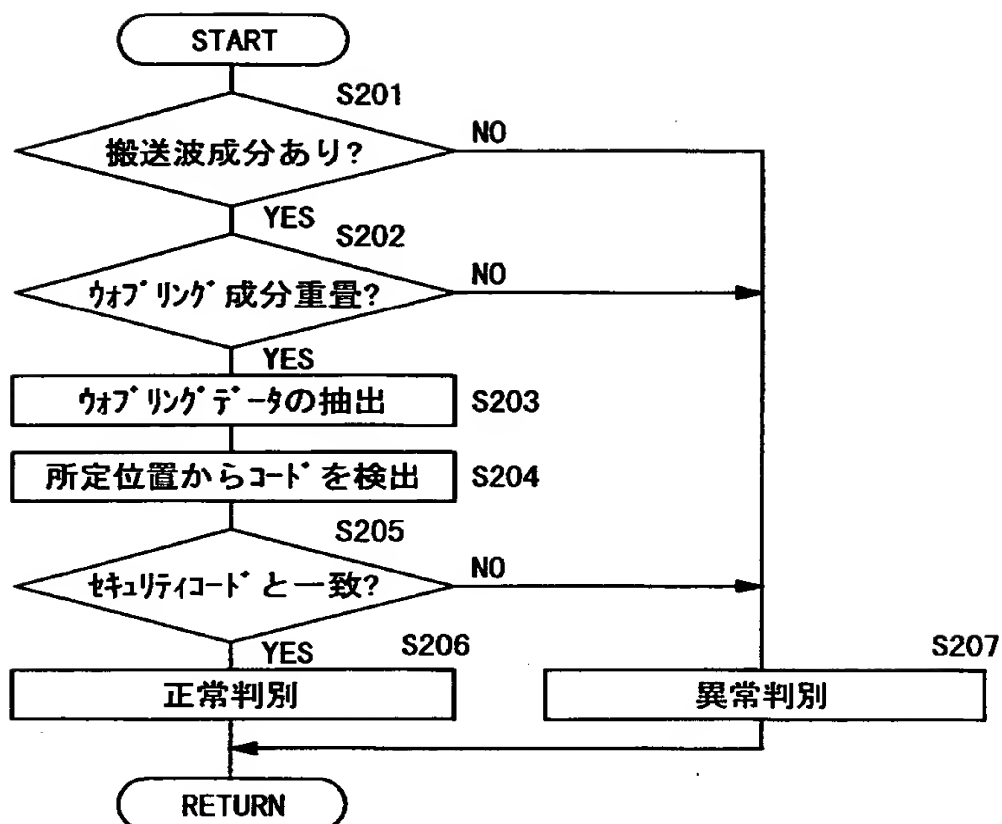 START
S201
搬送波成分あり?
NO
YES
S202
ｳｫﾌﾞﾘﾝｸﾞ成分重畳?
NO
YES
ｳｫﾌﾞﾘﾝｸﾞﾃﾞｰﾀの抽出
S203
所定位置からｺｰﾄﾞを検出
S204
S205
ｾｷｭﾘﾃｨｺｰﾄﾞと一致?
NO
YES
S206
S207
正常判別
異常判別
RETURN